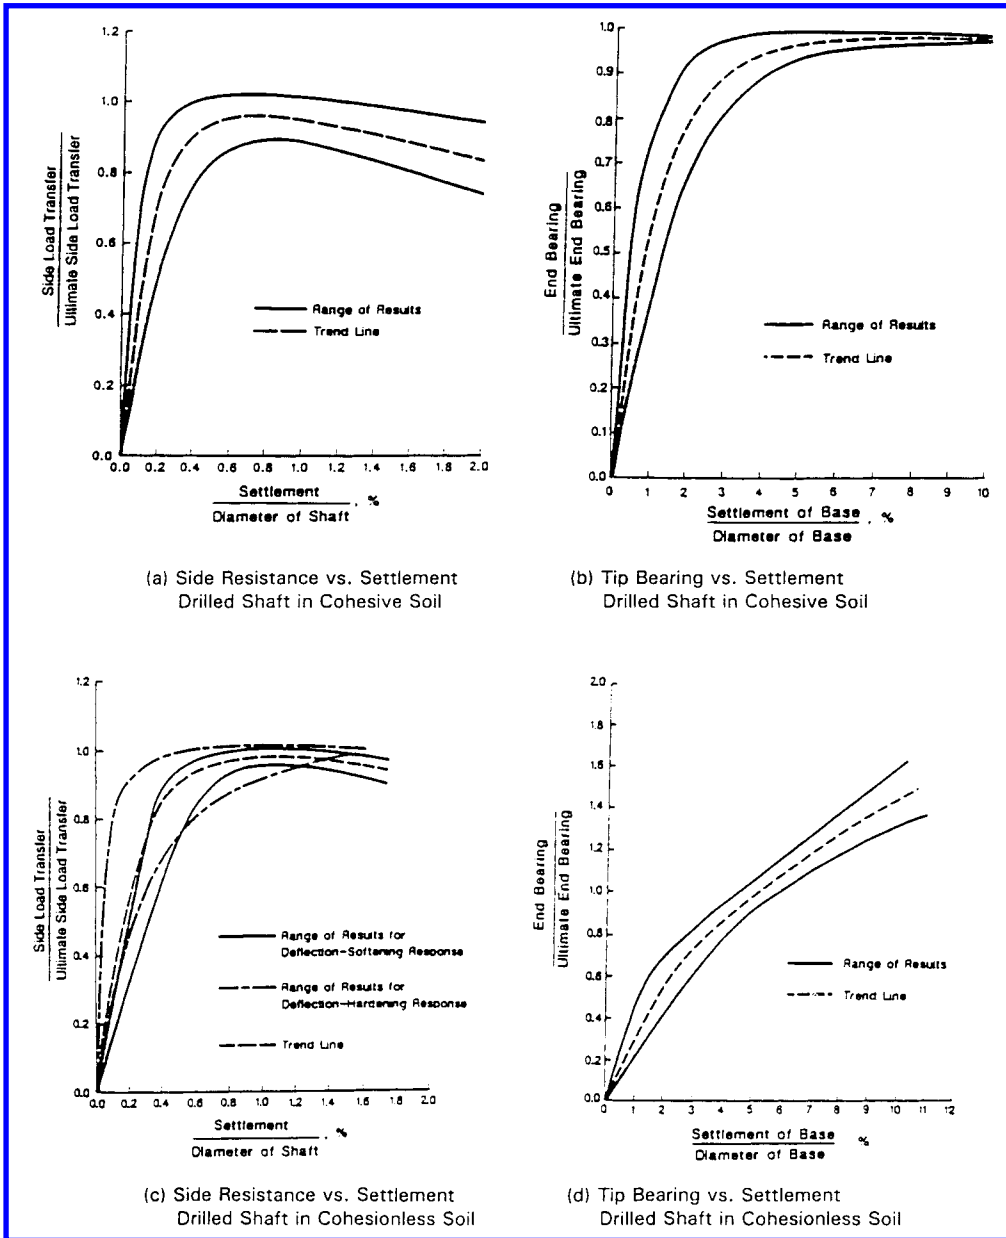 1.2
1.0
0.8
0.6
0.4
0.2
0.0
Side Load Transfer
Ultimate Side Load Transfer
Range of Results
Trend Line
0.0 0.2 0.4 0.6 0.8 1.0 1.2 1.4 1.6 1.8 2.0
Settlement
Diameter of Shaft , %
(a) Side Resistance vs. Settlement
Drilled Shaft in Cohesive Soil
1.0
0.9
0.8
0.7
0.6
0.5
0.4
0.3
0.2
0.1
0.0
End Bearing
Ultimate End Bearing
Range of Results
Trend Line
0 1 2 3 4 5 6 7 8 9 10
Settlement of Base
Diameter of Base , %
(b) Tip Bearing vs. Settlement
Drilled Shaft in Cohesive Soil
1.2
1.0
0.8
0.6
0.4
0.2
0.0
Side Load Transfer
Ultimate Side Load Transfer
Range of Results for
Deflection-Softening Response
Range of Results for
Deflection-Hardening Response
Trend Line
0.0 0.2 0.4 0.6 0.8 1.0 1.2 1.4 1.6 1.8 2.0
Settlement
Diameter of Shaft , %
(c) Side Resistance vs. Settlement
Drilled Shaft in Cohesionless Soil
2.0
1.8
1.6
1.4
1.2
1.0
0.8
0.6
0.4
0.2
0.0
End Bearing
Ultimate End Bearing
Range of Results
Trend Line
0 1 2 3 4 5 6 7 8 9 10 11 12
Settlement of Base
Diameter of Base %
(d) Tip Bearing vs. Settlement
Drilled Shaft in Cohesionless Soil